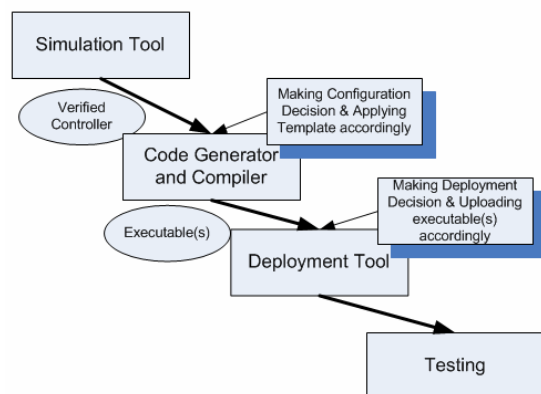 Simulation Tool
Making Configuration
Decision & Applying
Template accordingly
Verified
Controller
Code Generator
and Compiler
Making Deployment
Decision & Uploading
executable(s)
accordingly
Executable(s)
Deployment Tool
Testing